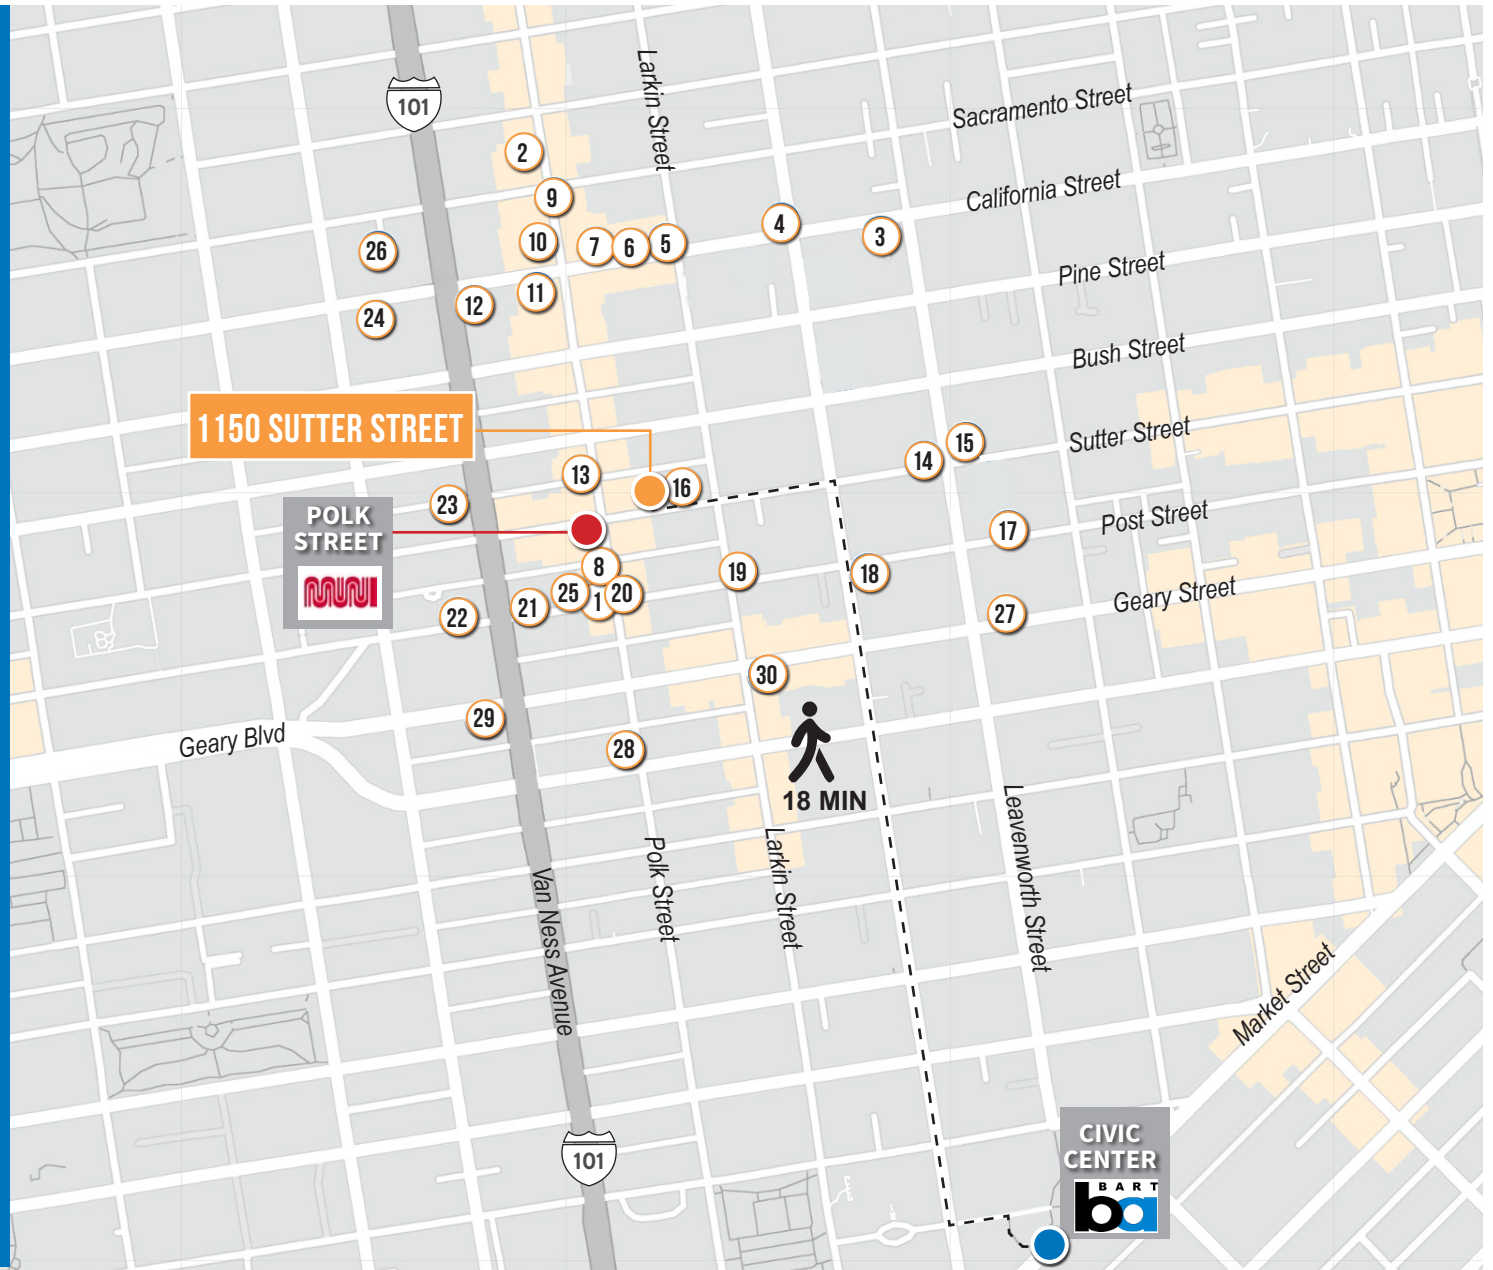 101
Larkin Street
Sacramento Street
2
9
California Street
4
3
10
7
6
5
26
Pine Street
11
12
24
Bush Street
1150 SUTTER STREET
Sutter Street
15
14
13
16
23
POLK
STREET
MUNI
Post Street
17
8
19
18
25
1
20
21
22
Geary Street
27
30
29
Geary Blvd
28
18 MIN
Polk Street
Larkin Street
Leavenworth Street
Van Ness Avenue
Market Street
101
CIVIC
CENTER
BART
ba